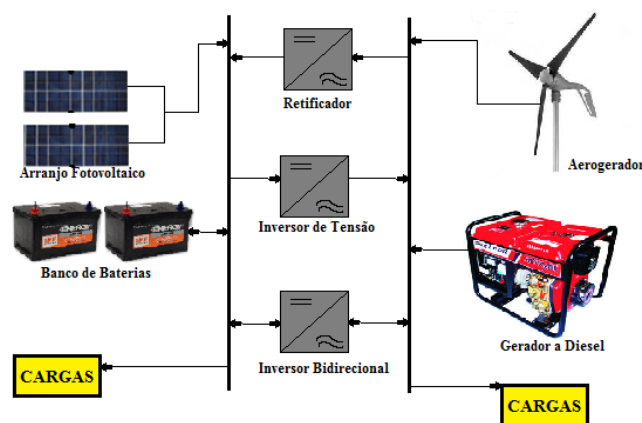 Retificador
Arranjo Fotovoltaico
Aerogerador
Inversor de Tensão
Banco de Baterias
Gerador a Diesel
Inversor Bidirecional
CARGAS
CARGAS